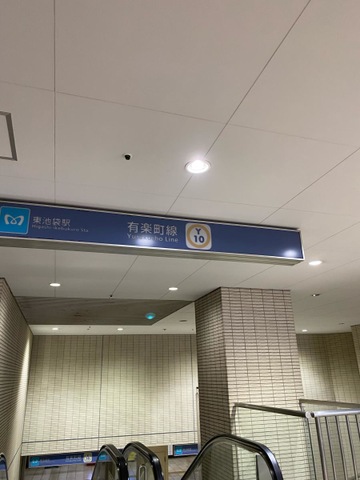 東池袋駅
Higashi-ikebukuro Sta.
有楽町線
Yurakucho Line
Y
10